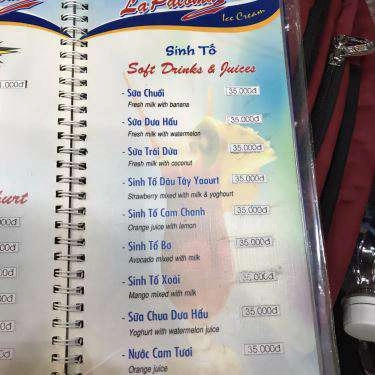 La Paloma
Ice Cream
Sinh Tố
Soft Drinks & Juices
- Sữa Chuối 35.000đ
Fresh milk with banana
- Sữa Dưa Hấu 35.000đ
Fresh milk with watermelon
- Sữa Trái Dừa 35.000đ
Fresh milk with coconut
- Sinh Tố Dâu Tây Yaourt 35.000đ
Strawberry mixed with milk & yoghourt
- Sinh Tố Cam Chanh 35.000đ
Orange juice with lemon
- Sinh Tố Bơ 35.000đ
Avocado mixed with milk
- Sinh Tố Xoài 35.000đ
Mango mixed with milk
- Sữa Chua Dưa Hấu 35.000đ
Yoghurt with watermelon juice
- Nước Cam Tươi 35.000đ
Orange juice